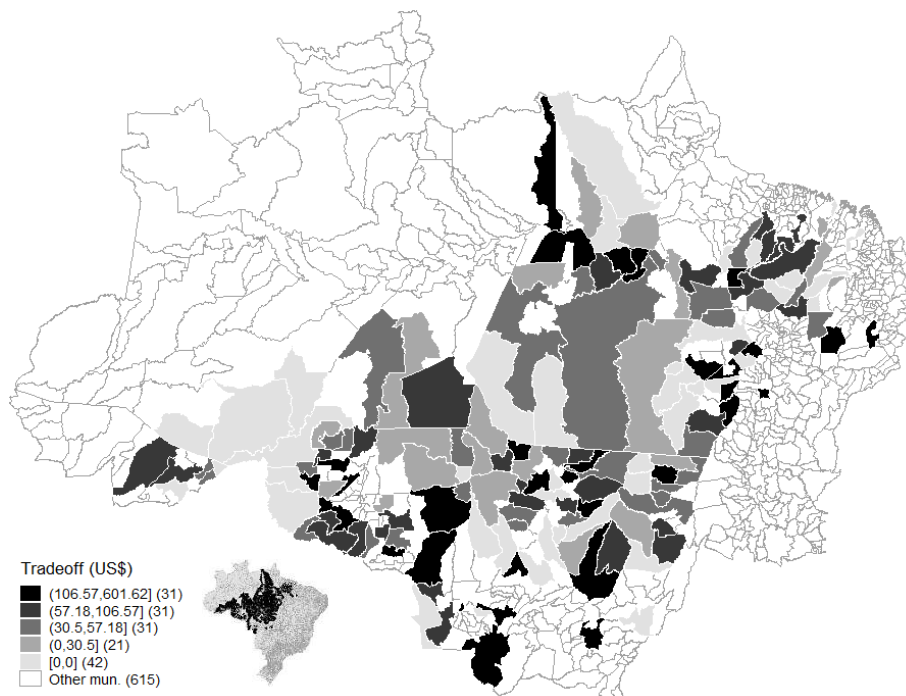 Tradeoff (US$)
(106.57,601.62] (31)
(57.18,106.57] (31)
(30.5,57.18] (31)
(0,30.5] (21)
[0,0] (42)
Other mun. (615)